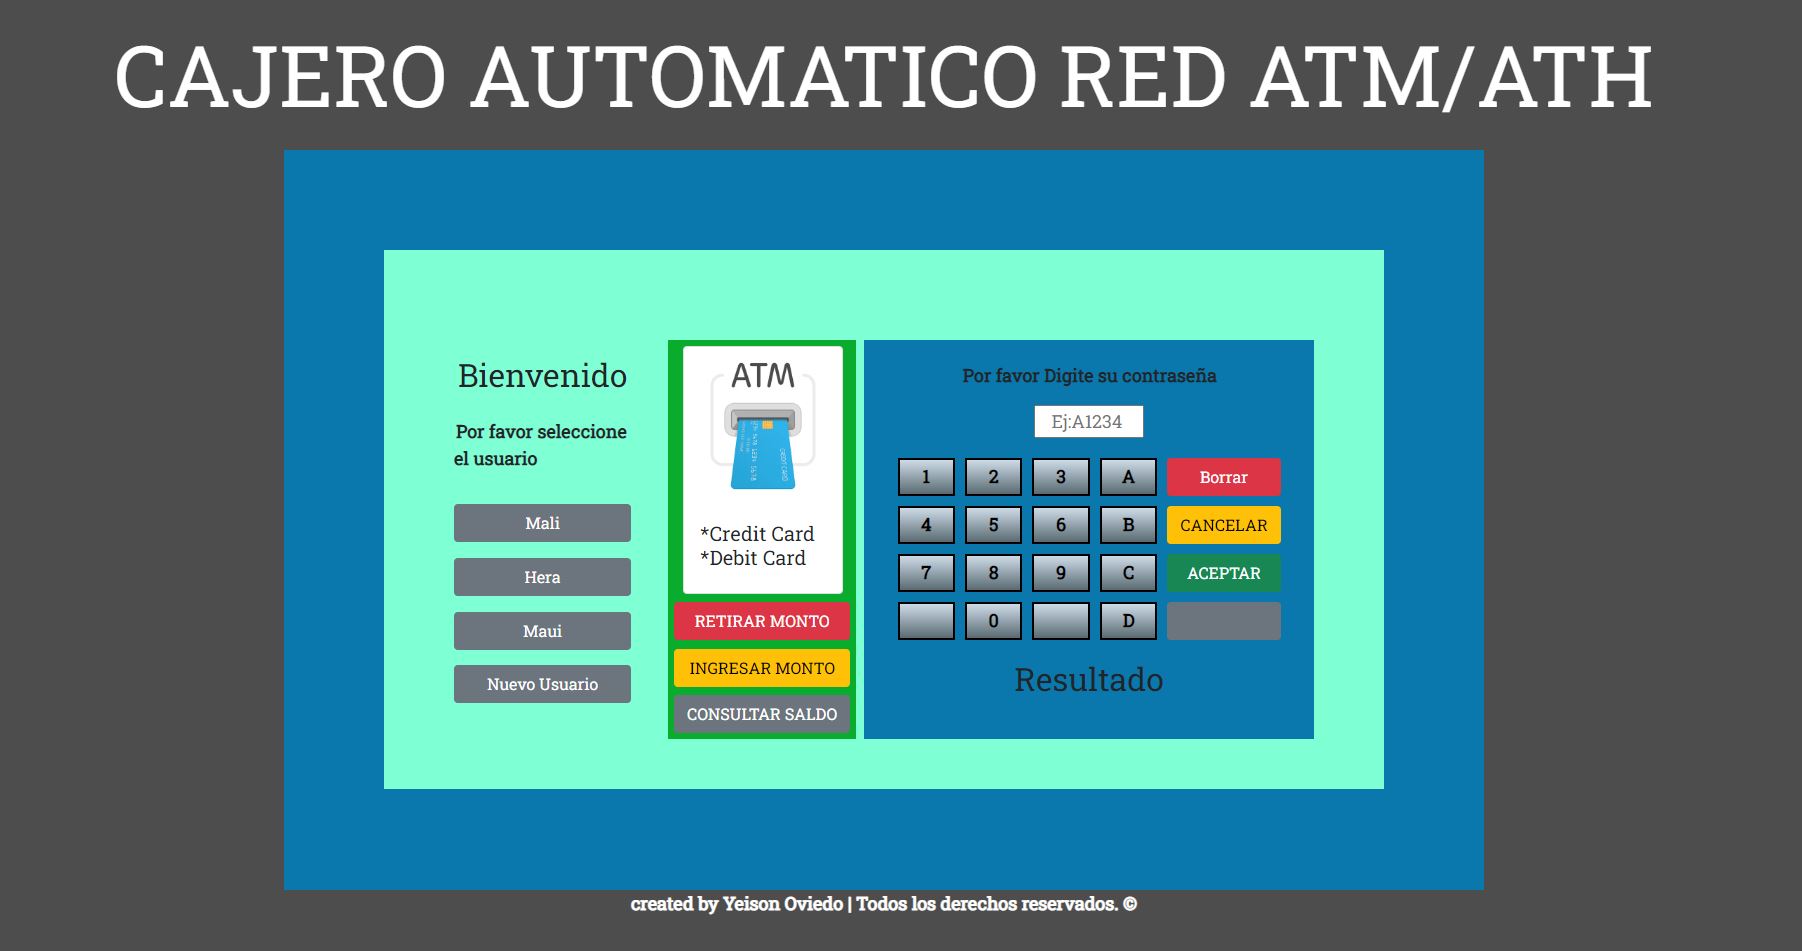 CAJERO AUTOMATICO RED ATM/ATH
Bienvenido
Por favor seleccione
el usuario
Mali
Hera
Maui
Nuevo Usuario
ATM
*Credit Card
*Debit Card
RETIRAR MONTO
INGRESAR MONTO
CONSULTAR SALDO
Por favor Digite su contraseña
Ej:A1234
1 2 3 A Borrar
4 5 6 B CANCELAR
7 8 9 C ACEPTAR
0 D
Resultado
created by Yeison Oviedo | Todos los derechos reservados. ©